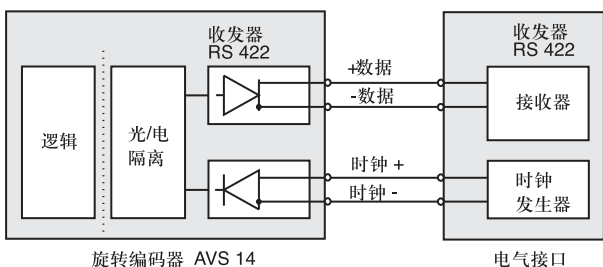 收发器
RS 422
逻辑
光/电
隔离
+数据
-数据
时钟 +
时钟 -
收发器
RS 422
接收器
时钟
发生器
旋转编码器 AVS 14
电气接口